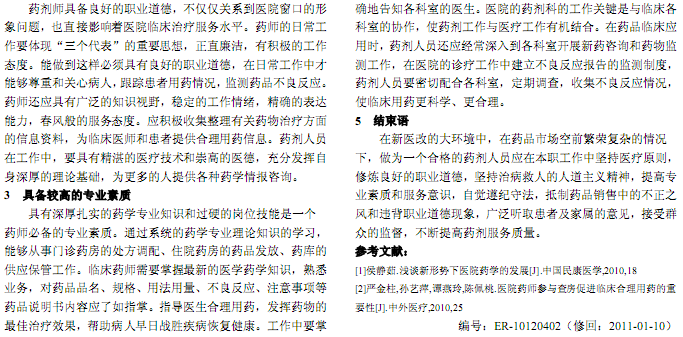 药剂师具备良好的职业道德，不仅仅关系到医院窗口的形
象问题，也直接影响着医院临床治疗服务水平。药师的日常工
作要体现“三个代表”的重要思想，正直廉洁，有积极的工作
态度。能做到这样必须具有良好的职业道德，在日常工作中才
能够尊重和关心病人，跟踪患者用药情况，监测药品不良反应。
药师还应具有广泛的知识视野，稳定的工作情绪，精确的表达
能力，春风般的服务态度。应积极收集整理有关药物治疗方面
的信息资料，为临床医师和患者提供合理用药信息。药剂人员
在工作中，要具有精湛的医疗技术和崇高的医德，充分发挥自
身深厚的理论基础，为更多的人提供各种药学情报咨询。
3 具备较高的专业素质
具有深厚扎实的药学专业知识和过硬的岗位技能是一个
药师必备的专业素质。通过系统的药学专业理论知识的学习，
能够从事门诊药房的处方调配、住院药房的药品发放、药库的
供应保管工作。临床药师需要掌握最新的医学药学知识，熟悉
业务，对药品品名、规格、用法用量、不良反应、注意事项等
药品说明书内容应了如指掌。指导医生合理用药，发挥药物的
最佳治疗效果，帮助病人早日战胜疾病恢复健康。工作中要掌
确地告知各科室的医生。医院的药剂科的工作关键是与临床各
科室的协作，使药剂工作与医疗工作有机结合。在药品临床应
用时，药剂人员还应经常深入到各科室开展新药咨询和药物监
测工作，在医院的诊疗工作中建立不良反应报告的监测制度，
药剂人员要密切配合各科室，定期调查，收集不良反应情况，
使临床用药更科学、更合理。
5 结束语
在新医改的大环境中，在药品市场空前繁荣复杂的情况
下，做为一个合格的药剂人员应在本职工作中坚持医疗原则，
修炼良好的职业道德，坚持治病救人的人道主义精神，提高专
业素质和服务意识，自觉遵纪守法，抵制药品销售中的不正之
风和违背职业道德现象，广泛听取患者及家属的意见，接受群
众的监督，不断提高药剂服务质量。
参考文献：
[1]侯静茹.浅谈新形势下医院药学的发展[J].中国民康医学,2010,18
[2]严金柱,孙艺萍,谭燕玲,陈佩桃.医院药师参与查房促进临床合理用药的重
要性[J].中外医疗,2010,25
编号：ER-10120402（修回：2011-01-10）